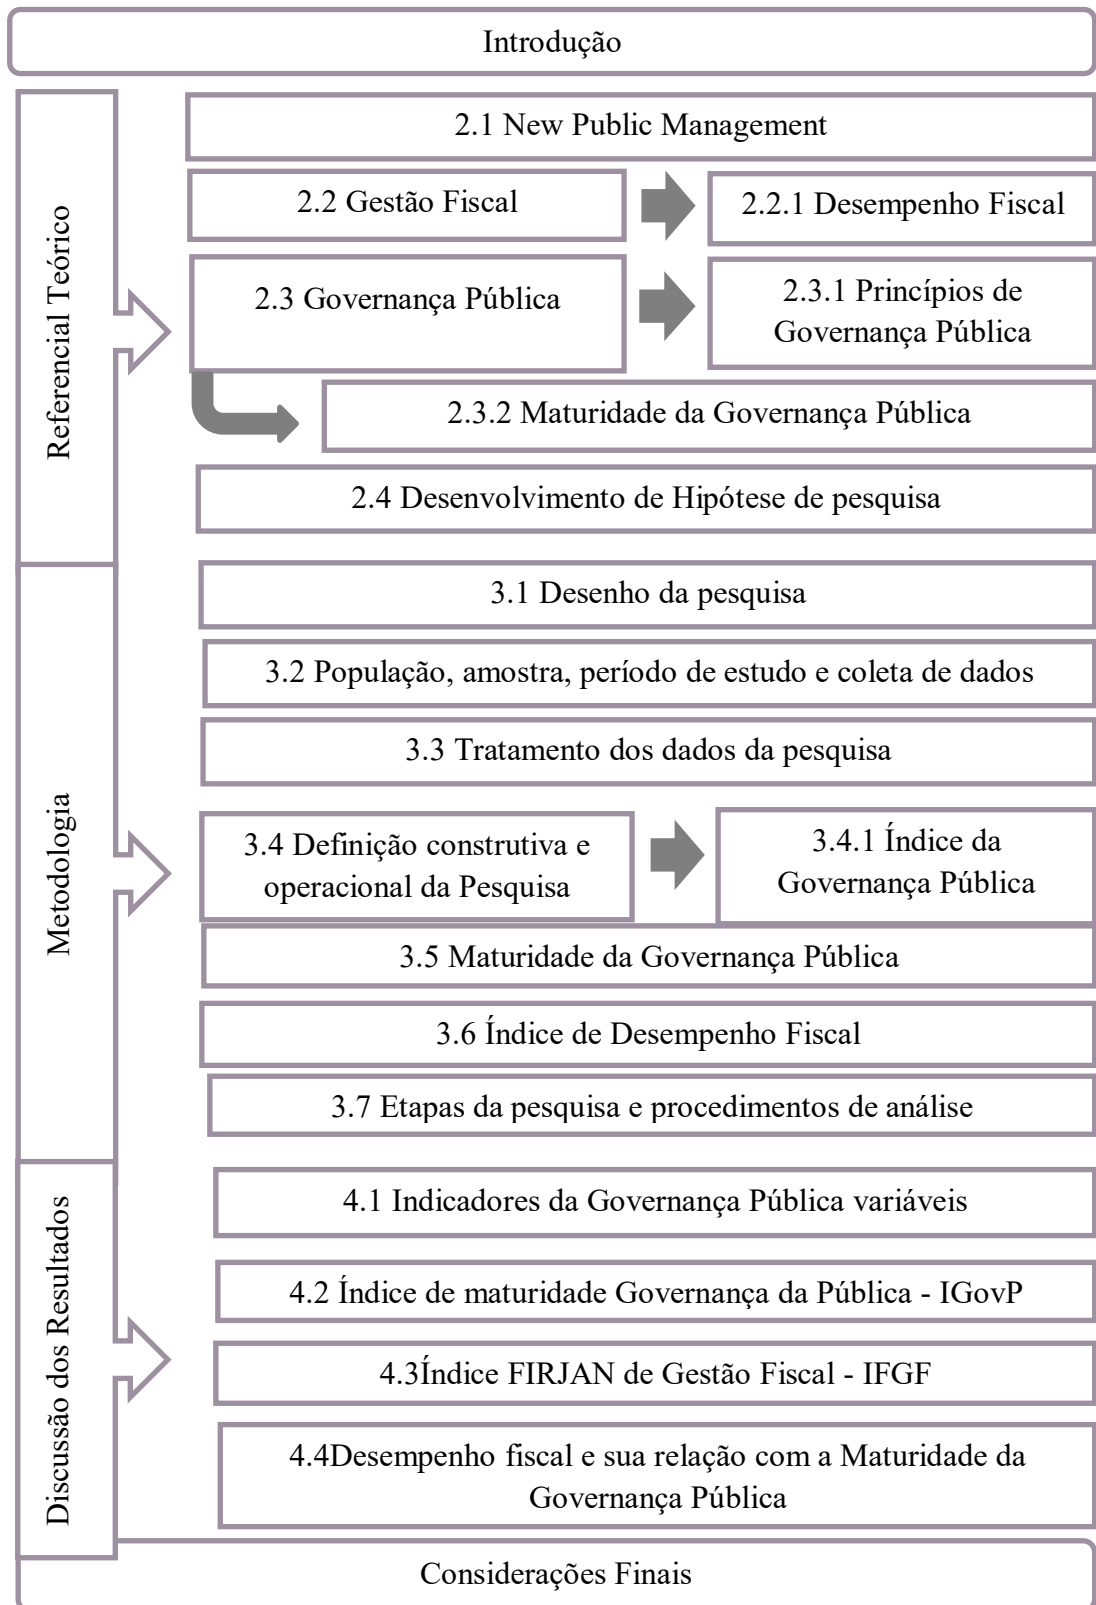 Introdução
Referencial Teórico
2.1 New Public Management
2.2 Gestão Fiscal
2.2.1 Desempenho Fiscal
2.3 Governança Pública
2.3.1 Princípios de
Governança Pública
2.3.2 Maturidade da Governança Pública
2.4 Desenvolvimento de Hipótese de pesquisa
Metodologia
3.1 Desenho da pesquisa
3.2 População, amostra, período de estudo e coleta de dados
3.3 Tratamento dos dados da pesquisa
3.4 Definição construtiva e
operacional da Pesquisa
3.4.1 Índice da
Governança Pública
3.5 Maturidade da Governança Pública
3.6 Índice de Desempenho Fiscal
3.7 Etapas da pesquisa e procedimentos de análise
Discussão dos Resultados
4.1 Indicadores da Governança Pública variáveis
4.2 Índice de maturidade Governança da Pública - IGovP
4.3Índice FIRJAN de Gestão Fiscal - IFGF
4.4Desempenho fiscal e sua relação com a Maturidade da
Governança Pública
Considerações Finais